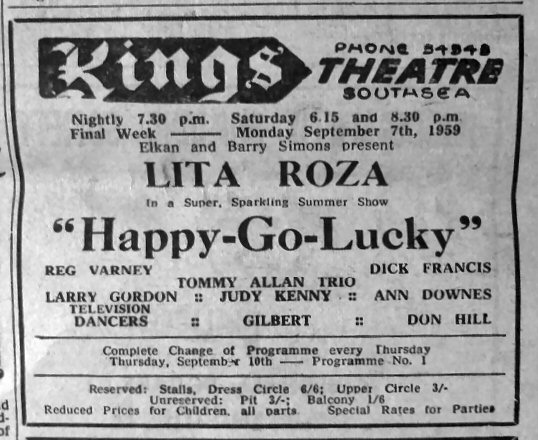 Kings
PHONE 54948
THEATRE
SOUTHSEA
Nightly 7.30 p.m. Saturday 6.15 and 8.30 p.m.
Final Week —— Monday September 7th, 1959
Elkan and Barry Simons present
LITA ROZA
In a Super, Sparkling Summer Show
“Happy-Go-Lucky”
REG VARNEY DICK FRANCIS
TOMMY ALLAN TRIO
LARRY GORDON :: JUDY KENNY :: ANN DOWNES
TELEVISION
DANCERS :: GILBERT :: DON HILL
Complete Change of Programme every Thursday
Thursday, September 10th — Programme No. 1
Reserved: Stalls, Dress Circle 6/6; Upper Circle 3/-
Unreserved: Pit 3/-; Balcony 1/6
Reduced Prices for Children, all parts Special Rates for Parties